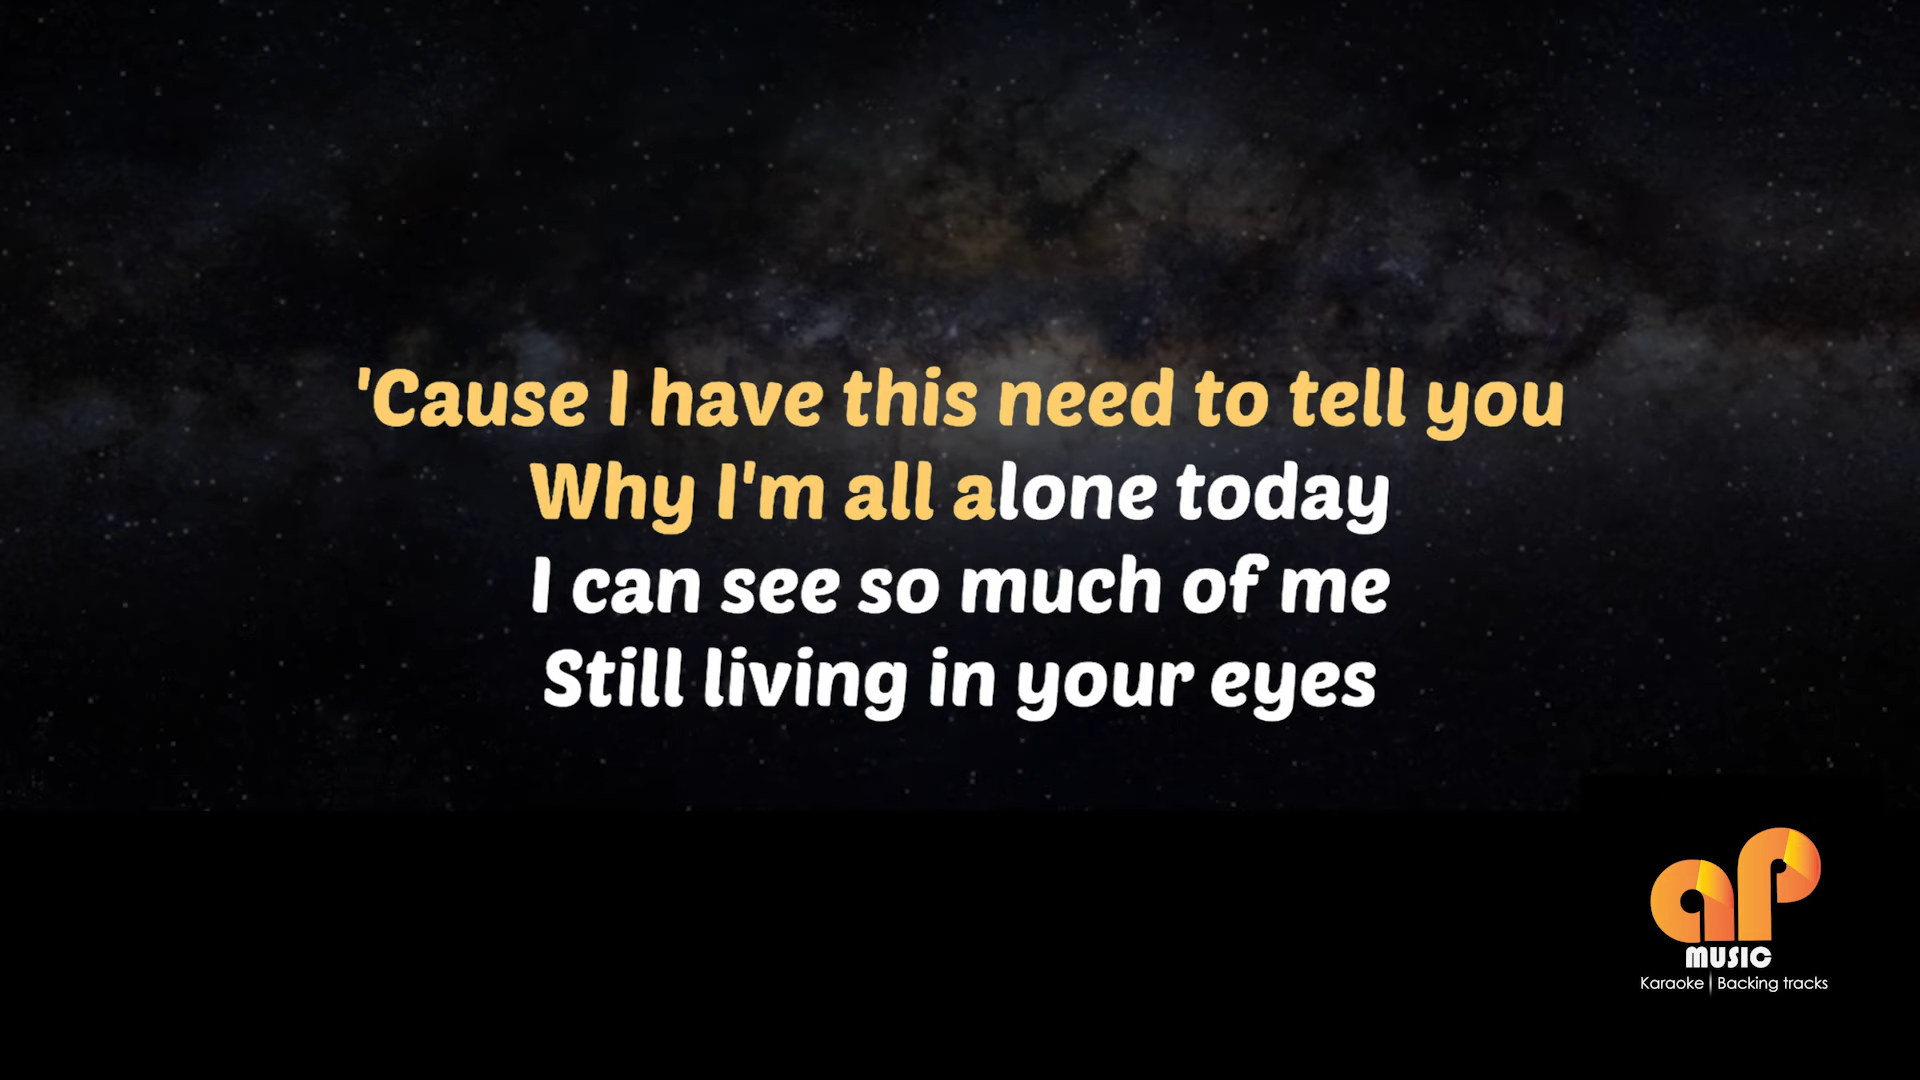 'Cause I have this need to tell you
Why I'm all alone today
I can see so much of me
Still living in your eyes
ap
MUSIC
Karaoke | Backing tracks